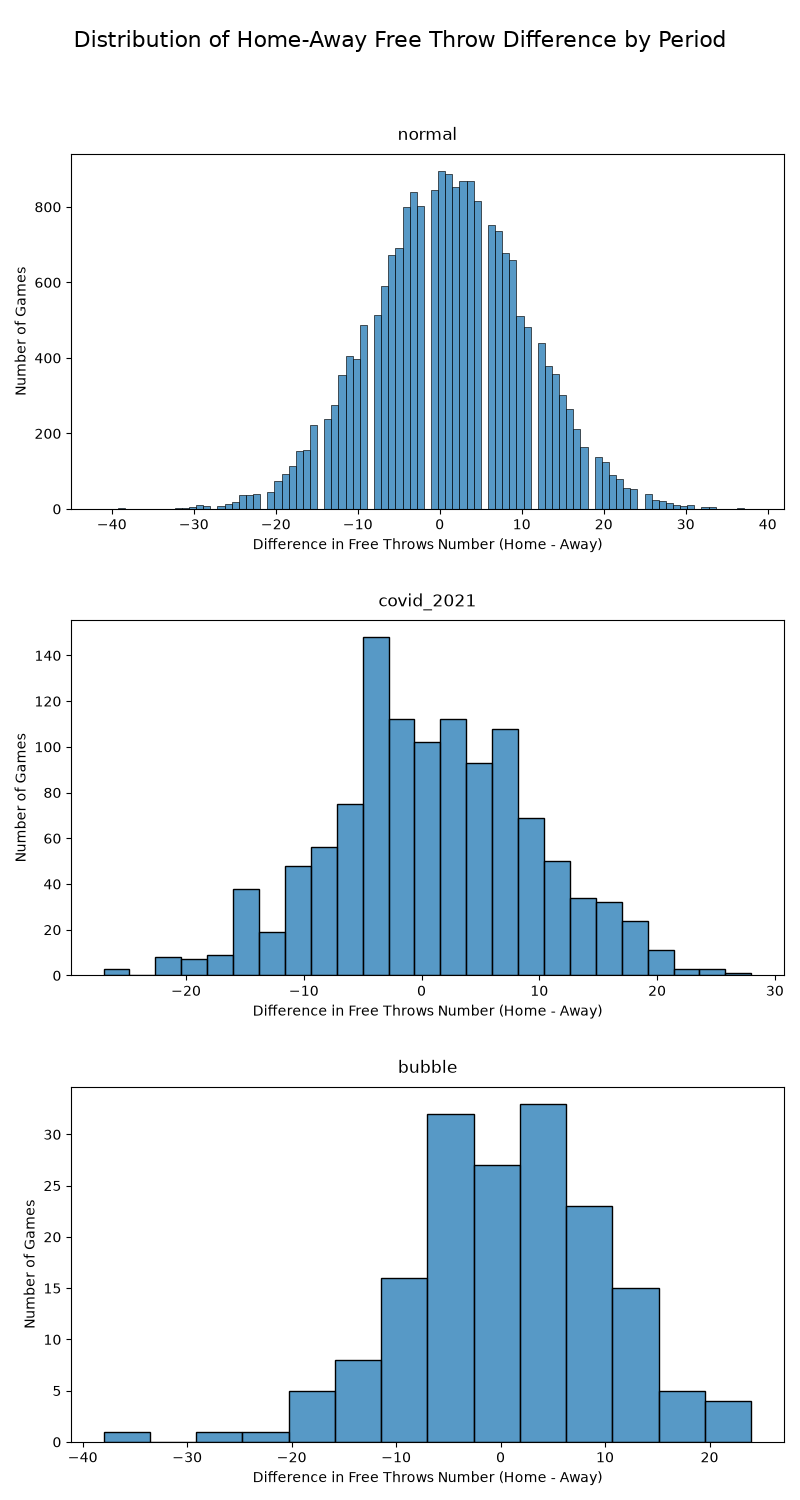 Distribution of Home-Away Free Throw Difference by Period
normal
Number of Games
800
600
400
200
0
−40 −30 −20 −10 0 10 20 30 40
Difference in Free Throws Number (Home - Away)
covid_2021
Number of Games
140
120
100
80
60
40
20
0
−20 −10 0 10 20 30
Difference in Free Throws Number (Home - Away)
bubble
Number of Games
30
25
20
15
10
5
0
−40 −30 −20 −10 0 10 20
Difference in Free Throws Number (Home - Away)